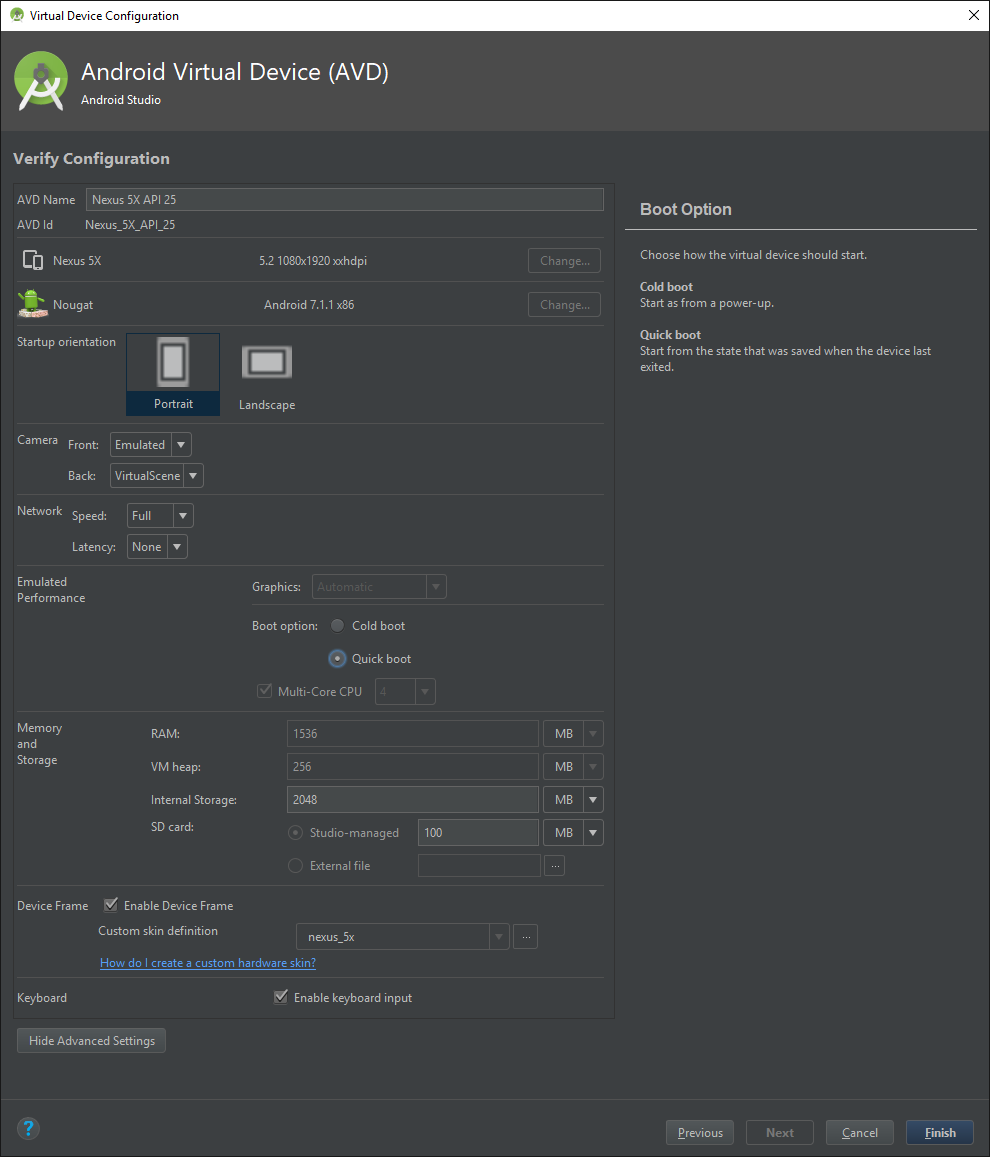 Virtual Device Configuration
Android Virtual Device (AVD)
Android Studio
Verify Configuration
AVD Name Nexus 5X API 25
AVD Id Nexus_5X_API_25
Nexus 5X 5.2 1080x1920 xxhdpi Change...
Nougat Android 7.1.1 x86 Change...
Startup orientation
Portrait Landscape
Camera Front: Emulated
Back: VirtualScene
Network Speed: Full
Latency: None
Emulated
Performance
Graphics: Automatic
Boot option: Cold boot
Quick boot
Multi-Core CPU 4
Memory
and
Storage
RAM: 1536 MB
VM heap: 256 MB
Internal Storage: 2048 MB
SD card:
Studio-managed 100 MB
External file ...
Device Frame Enable Device Frame
Custom skin definition nexus_5x ...
How do I create a custom hardware skin?
Keyboard Enable keyboard input
Hide Advanced Settings
Boot Option
Choose how the virtual device should start.
Cold boot
Start as from a power-up.
Quick boot
Start from the state that was saved when the device last
exited.
? Previous Next Cancel Finish